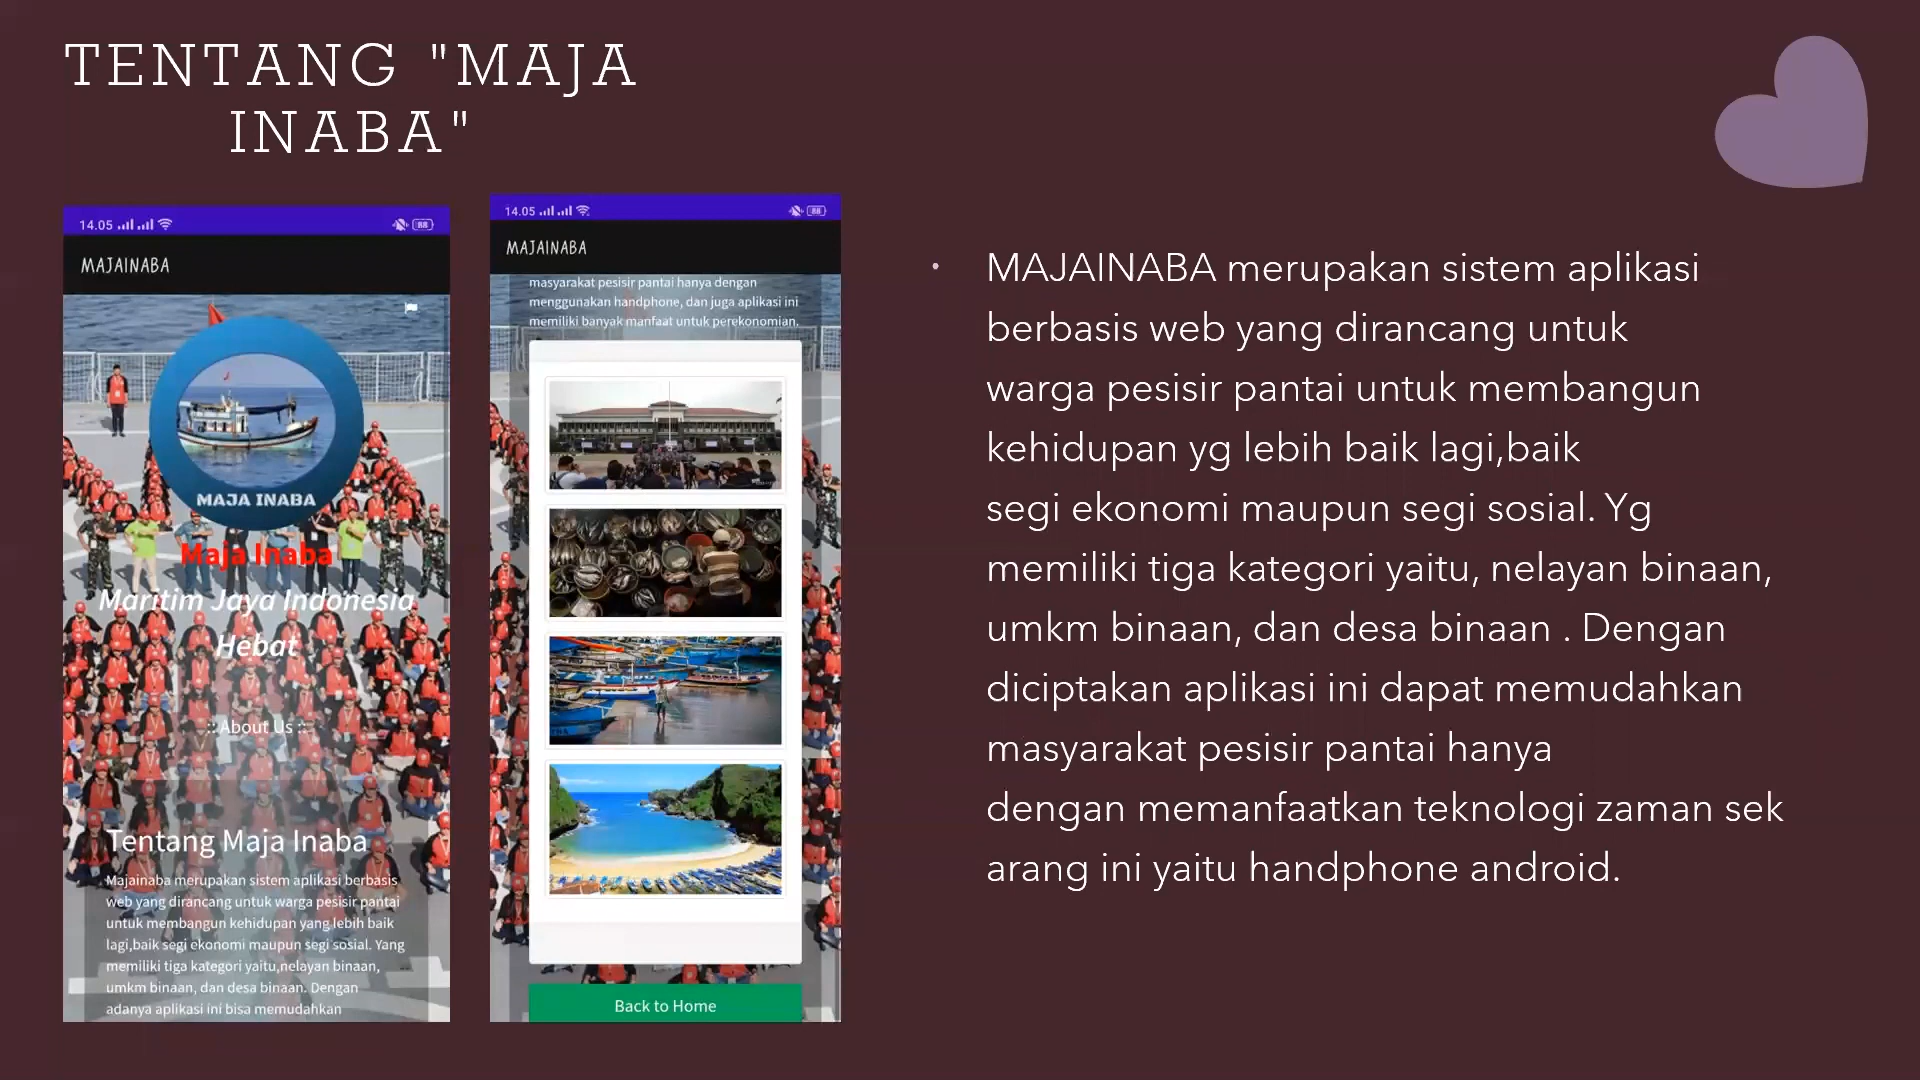 TENTANG "MAJA
INABA"
14.05
88
MAJAINABA
MAJA INABA
Maja Inaba
Maritim Jaya Indonesia
Hebat
:: About Us ::
Tentang Maja Inaba
Majainaba merupakan sistem aplikasi berbasis
web yang dirancang untuk warga pesisir pantai
untuk membangun kehidupan yang lebih baik
lagi,baik segi ekonomi maupun segi sosial. Yang
memiliki tiga kategori yaitu,nelayan binaan,
umkm binaan, dan desa binaan. Dengan
adanya aplikasi ini bisa memudahkan
14.05
88
MAJAINABA
masyarakat pesisir pantai hanya dengan
menggunakan handphone, dan juga aplikasi ini
memiliki banyak manfaat untuk perekonomian.
Back to Home
• MAJAINABA merupakan sistem aplikasi
berbasis web yang dirancang untuk
warga pesisir pantai untuk membangun
kehidupan yg lebih baik lagi,baik
segi ekonomi maupun segi sosial. Yg
memiliki tiga kategori yaitu, nelayan binaan,
umkm binaan, dan desa binaan . Dengan
diciptakan aplikasi ini dapat memudahkan
masyarakat pesisir pantai hanya
dengan memanfaatkan teknologi zaman sek
arang ini yaitu handphone android.